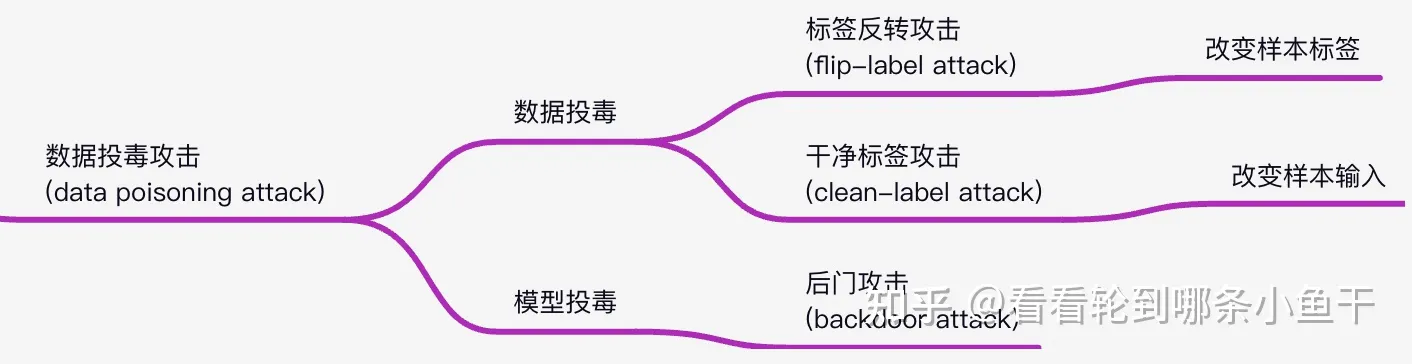 标签反转攻击
(flip-label attack)
改变样本标签
数据投毒
数据投毒攻击
(data poisoning attack)
干净标签攻击
(clean-label attack)
改变样本输入
模型投毒
后门攻击
(backdoor attack)
知乎 @看看轮到哪条小鱼干